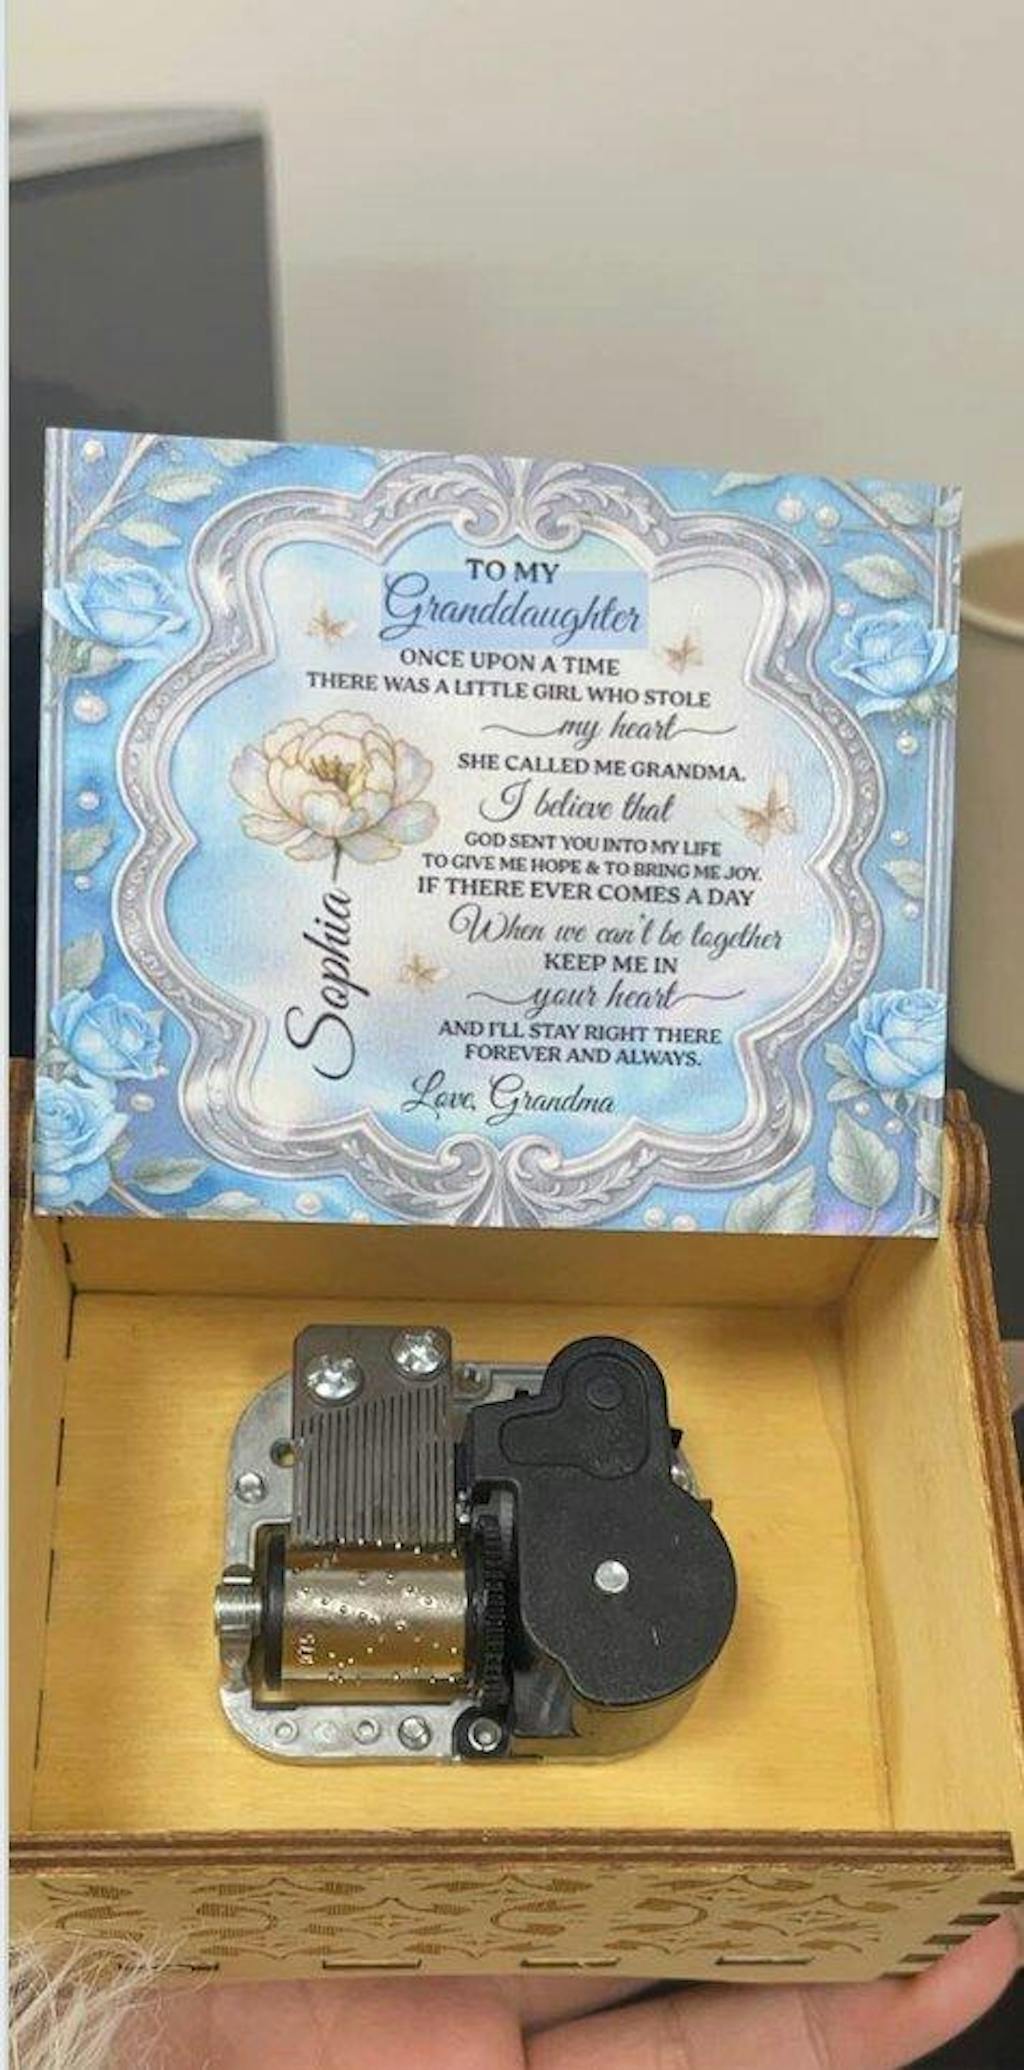 TO MY
Granddaughter
ONCE UPON A TIME
THERE WAS A LITTLE GIRL WHO STOLE
my heart
SHE CALLED ME GRANDMA.
I believe that
GOD SENT YOU INTO MY LIFE
TO GIVE ME HOPE & TO BRING ME JOY.
IF THERE EVER COMES A DAY
When we can't be together
KEEP ME IN
your heart
AND I'LL STAY RIGHT THERE
FOREVER AND ALWAYS.
Love, Grandma
Sophia